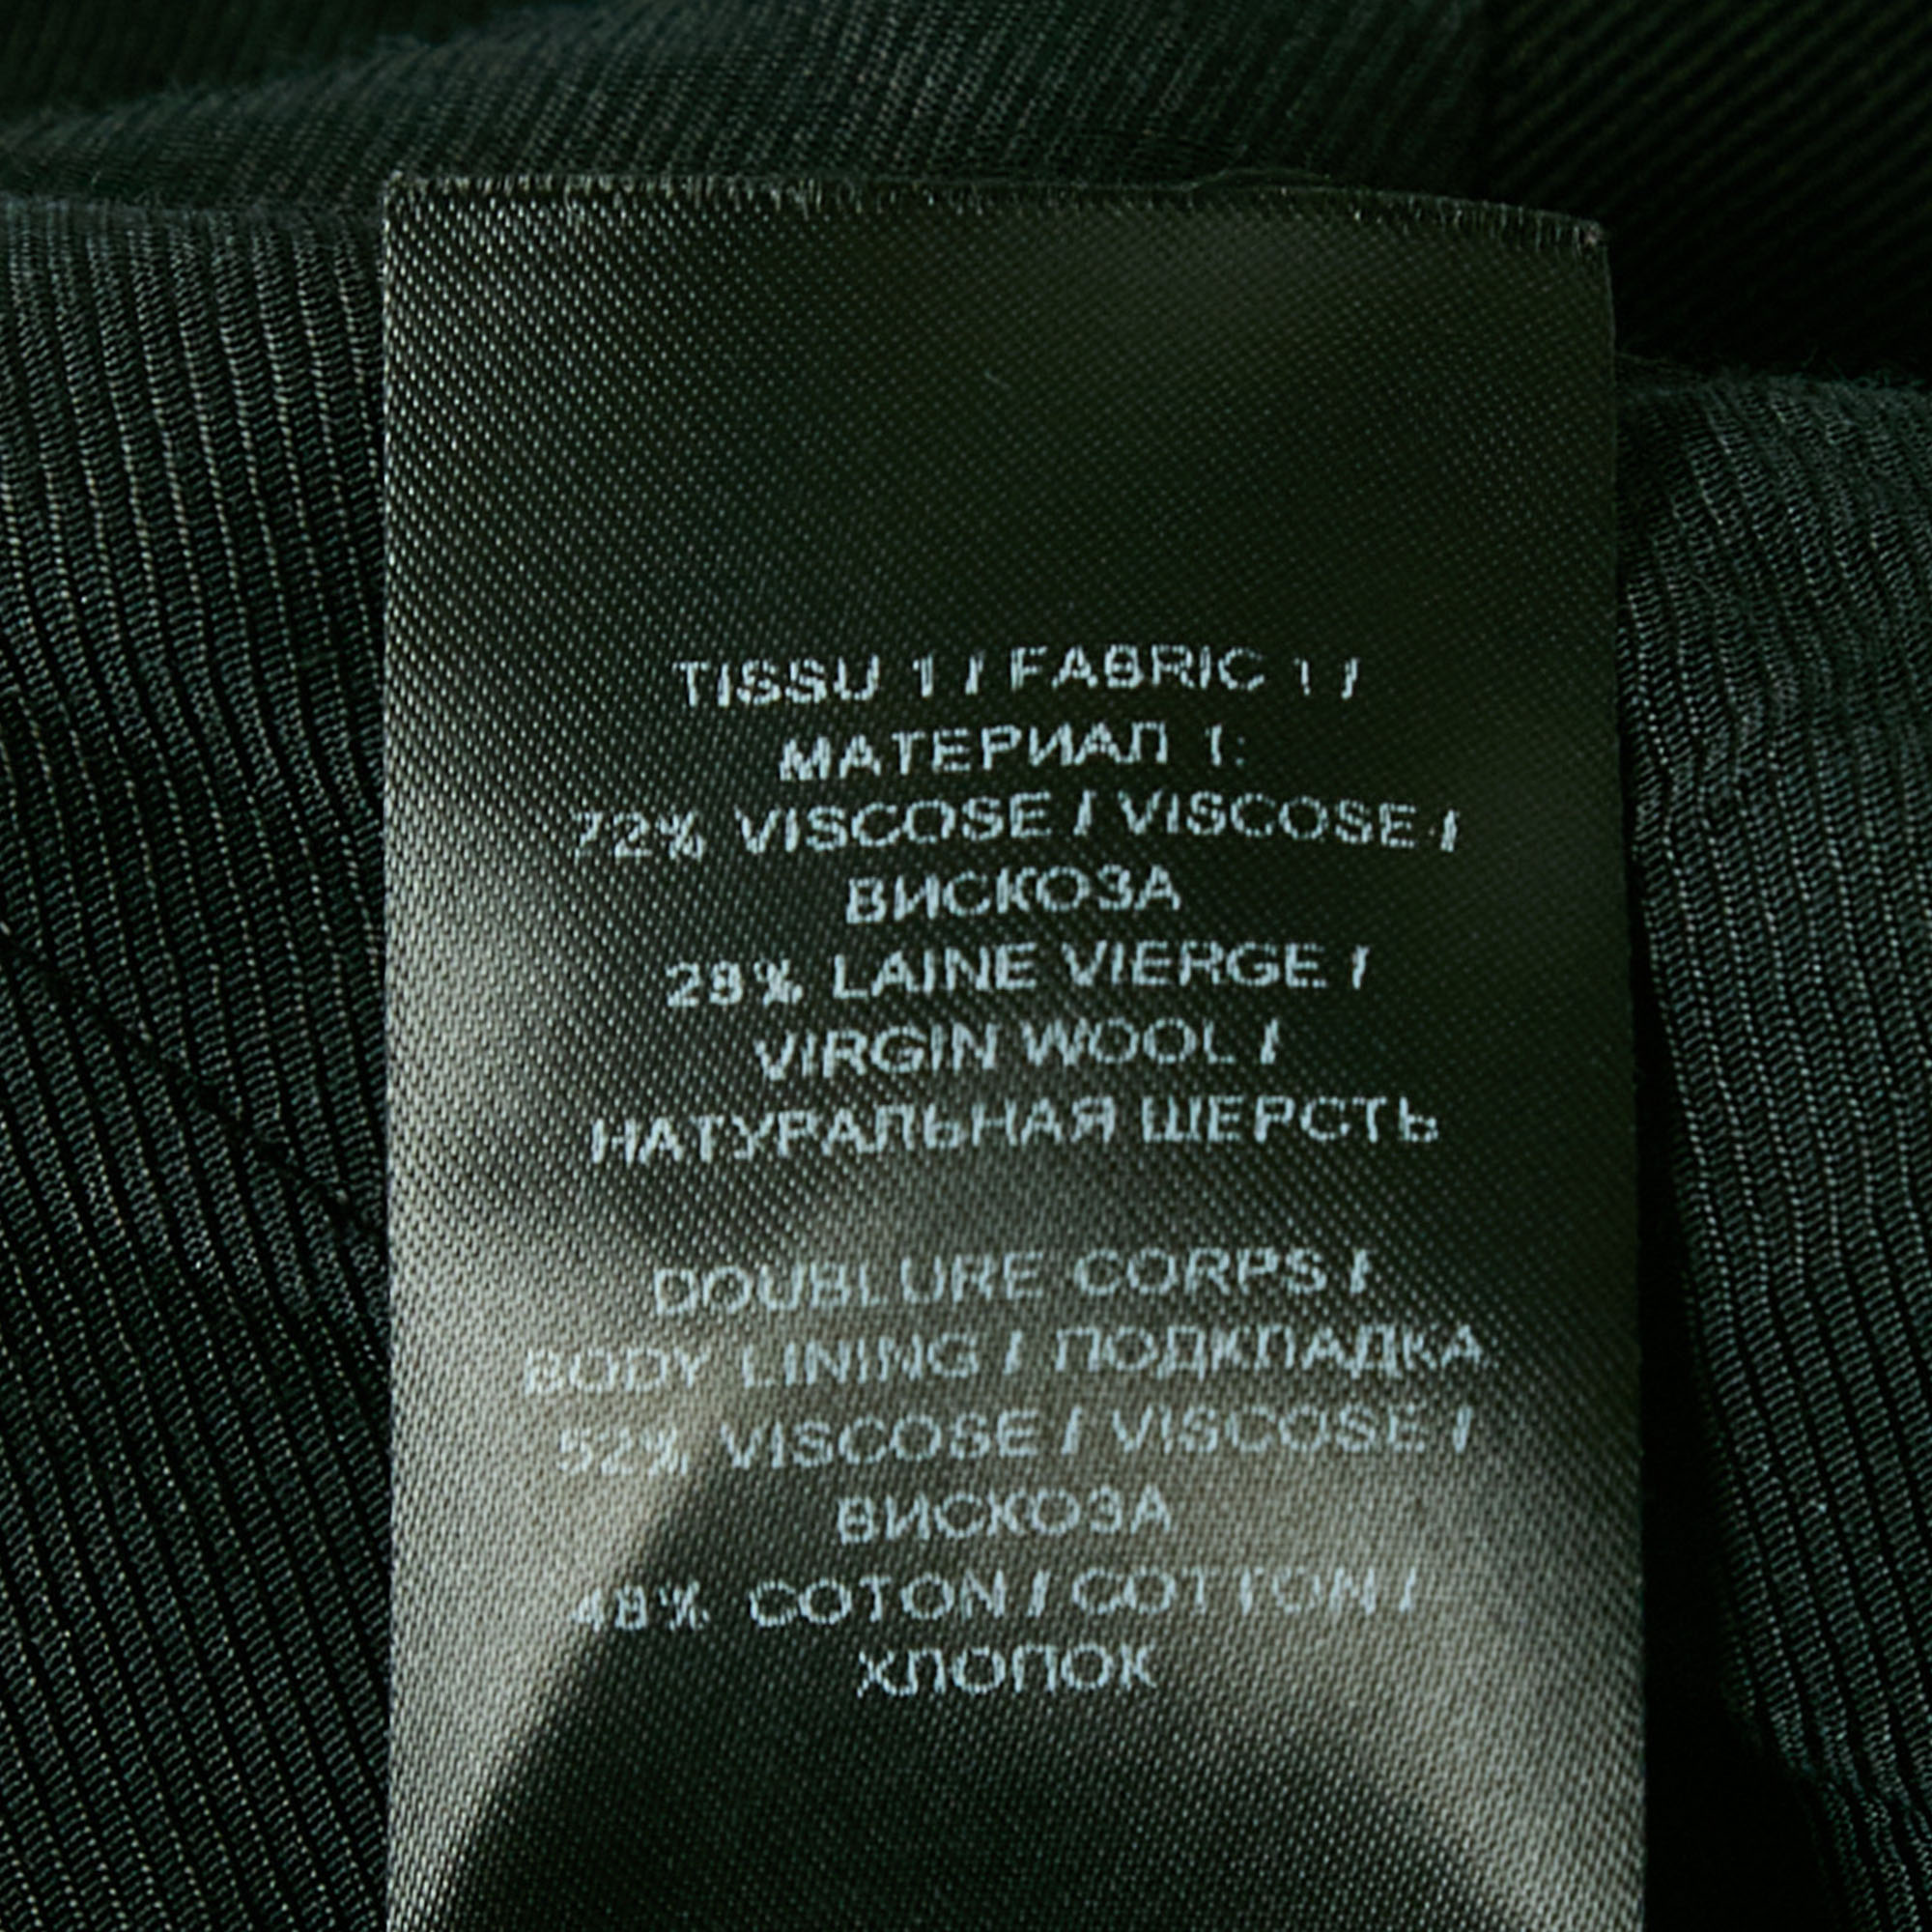 TISSU 1 / FABRIC 1 /
МАТЕРИАЛ 1:
72% VISCOSE / VISCOSE /
ВИСКОЗА
28% LAINE VIERGE /
VIRGIN WOOL /
НАТУРАЛЬНАЯ ШЕРСТЬ
DOUBLURE CORPS /
BODY LINING / ПОДКЛАДКА
52% VISCOSE / VISCOSE /
ВИСКОЗА
48% COTON / COTTON /
ХЛОПОК